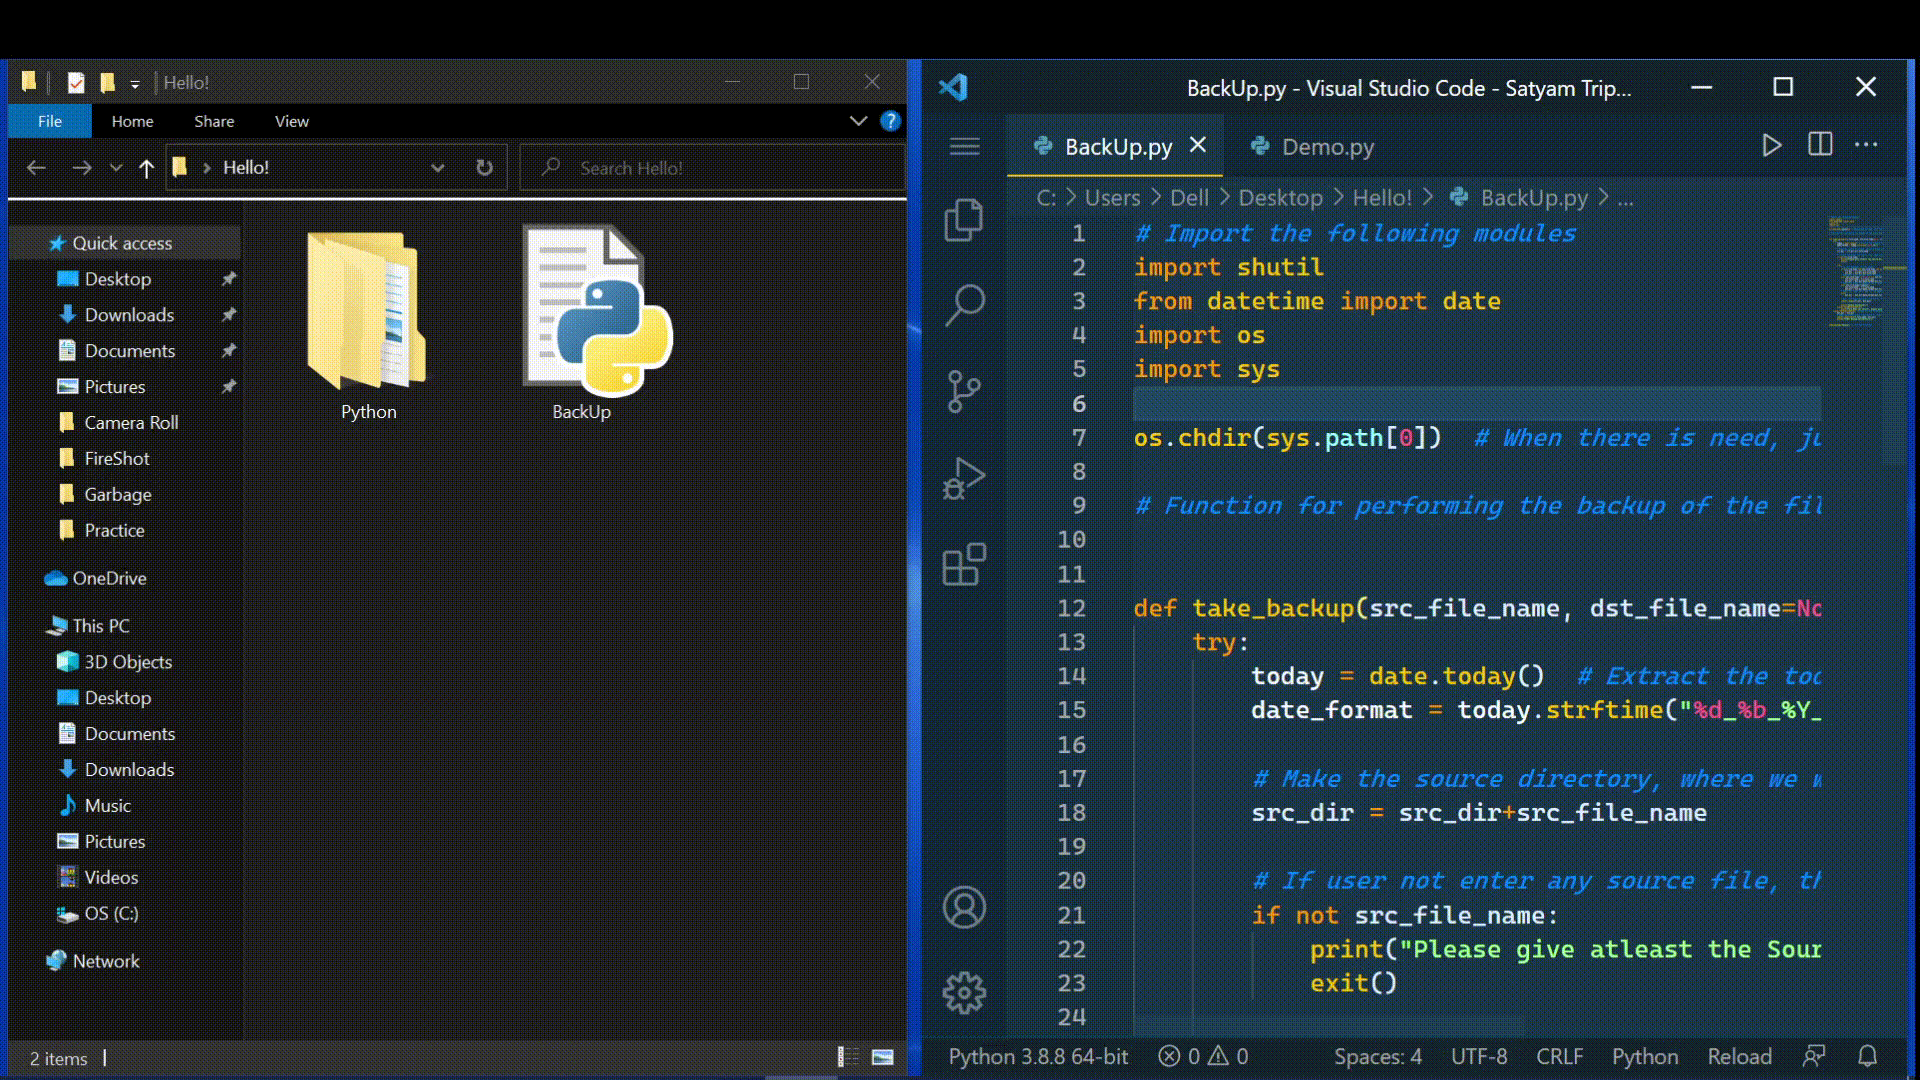 Hello!
File Home Share View
Hello! Search Hello!
Quick access
Desktop
Downloads
Documents
Pictures
Camera Roll
FireShot
Garbage
Practice
OneDrive
This PC
3D Objects
Desktop
Documents
Downloads
Music
Pictures
Videos
OS (C:)
Network
Python
BackUp
2 items
BackUp.py - Visual Studio Code - Satyam Trip...
BackUp.py Demo.py
C: > Users > Dell > Desktop > Hello! > BackUp.py > ...
1 # Import the following modules
2 import shutil
3 from datetime import date
4 import os
5 import sys
6
7 os.chdir(sys.path[0]) # When there is need, ju
8
9 # Function for performing the backup of the fil
10
11
12 def take_backup(src_file_name, dst_file_name=No
13 try:
14 today = date.today() # Extract the tod
15 date_format = today.strftime("%d_%b_%Y_
16
17 # Make the source directory, where we w
18 src_dir = src_dir+src_file_name
19
20 # If user not enter any source file, th
21 if not src_file_name:
22 print("Please give atleast the Sour
23 exit()
24
Python 3.8.8 64-bit 0 0 Spaces: 4 UTF-8 CRLF Python Reload